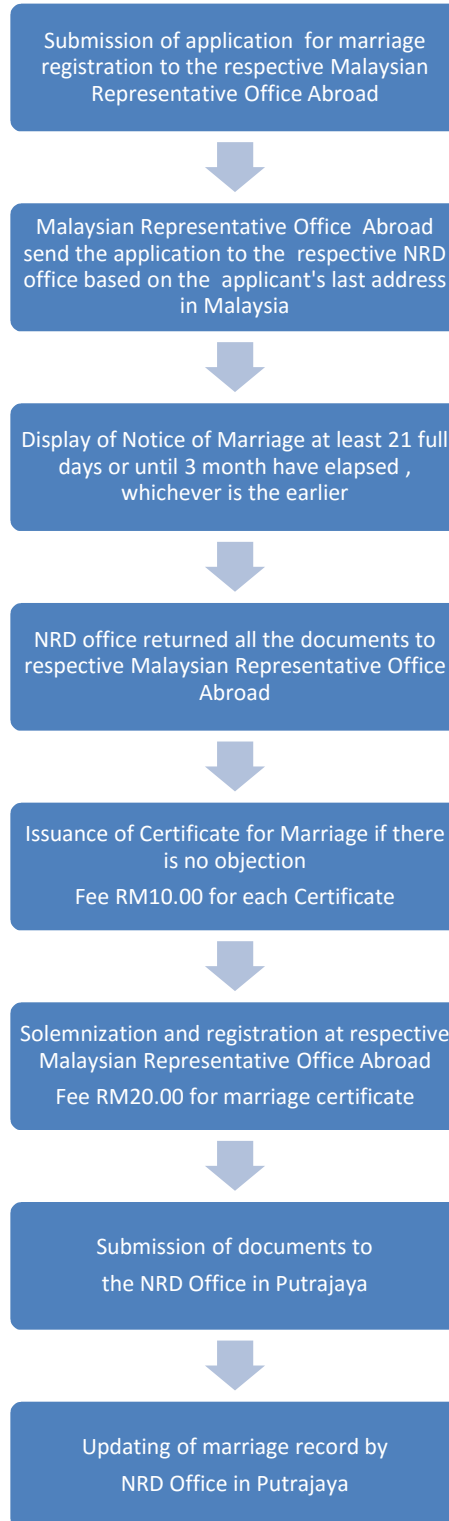 Submission of application  for marriage
registration to the respective Malaysian
Representative Office Abroad
Malaysian Representative Office  Abroad
send the application to the  respective NRD
office based on the  applicant's last address
in Malaysia
Display of Notice of Marriage at least 21 full
days or until 3 month have elapsed ,
whichever is the earlier
NRD office returned all the documents to
respective Malaysian Representative Office
Abroad
Issuance of Certificate for Marriage if there
is no objection
Fee RM10.00 for each Certificate
Solemnization and registration at respective
Malaysian Representative Office Abroad
Fee RM20.00 for marriage certificate
Submission of documents to
the NRD Office in Putrajaya
Updating of marriage record by
NRD Office in Putrajaya